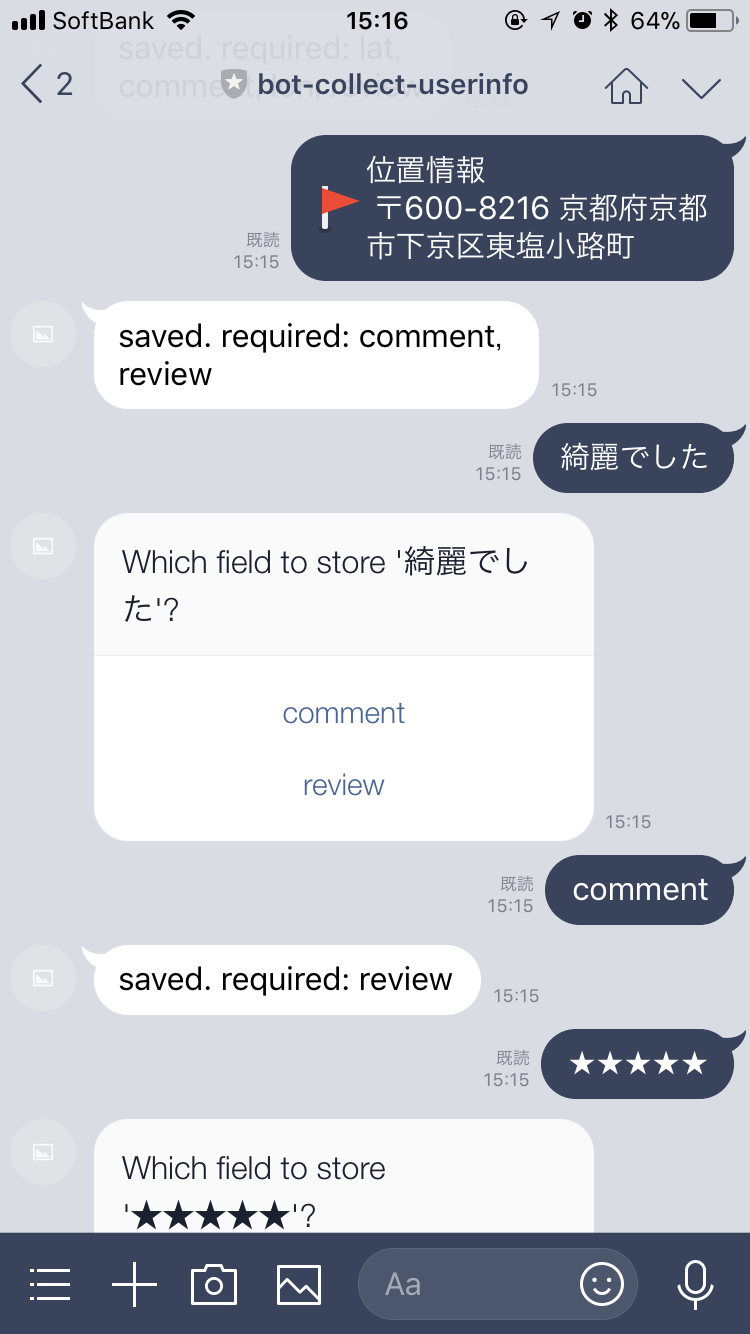 SoftBank 15:16 64%
saved. required: lat,
2 bot-collect-userinfo
位置情報
〒600-8216 京都府京都
市下京区東塩小路町
既読
15:15
saved. required: comment,
review
15:15
既読
15:15
綺麗でした
Which field to store '綺麗でし
た'?
comment
review
15:15
既読
15:15
comment
saved. required: review
15:15
既読
15:15
★★★★★
Which field to store
'★★★★★'?
Aa